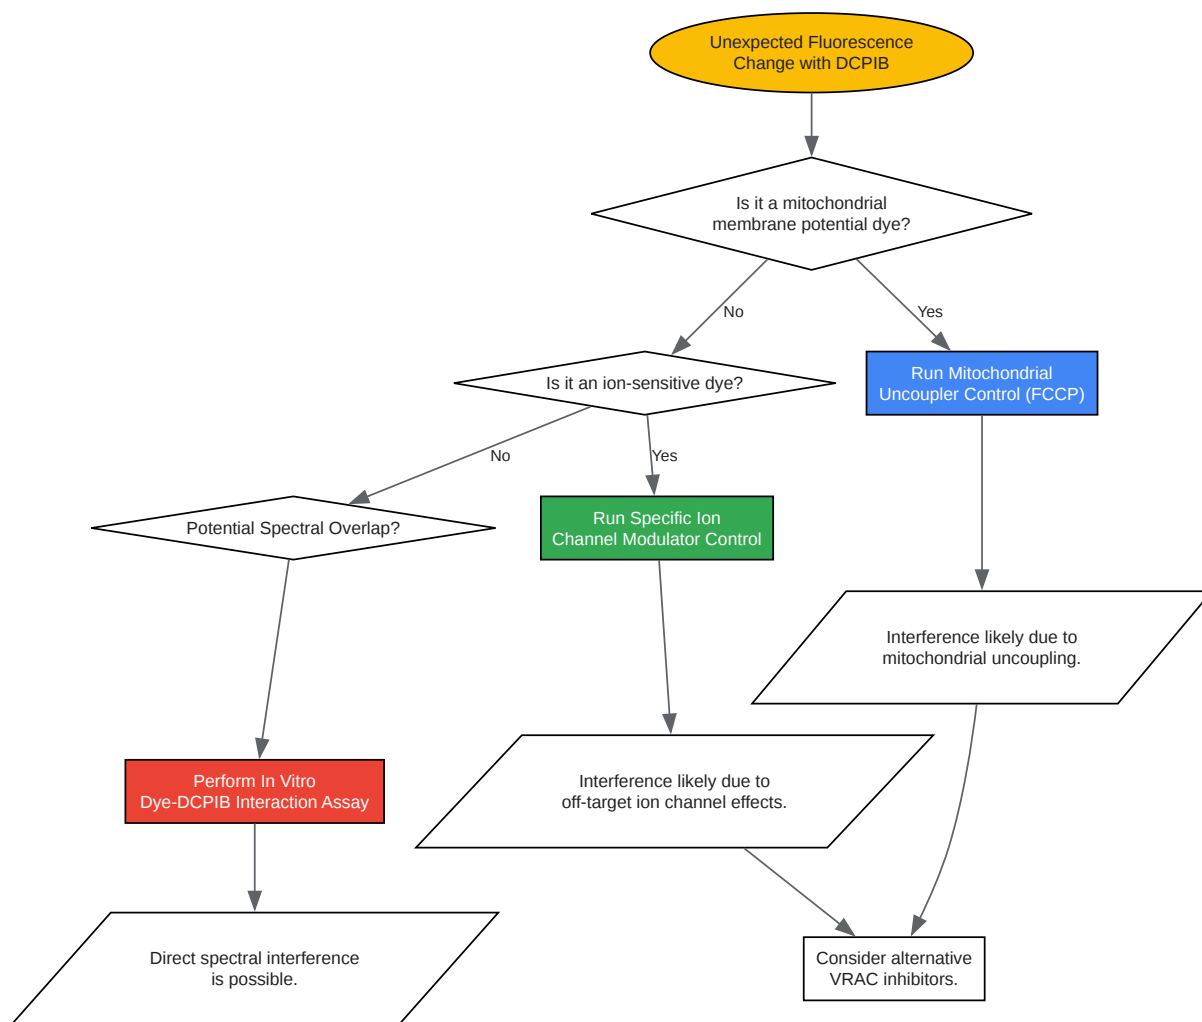 Unexpected Fluorescence
Change with DCPIB
Is it a mitochondrial
membrane potential dye?
No
Yes
Is it an ion-sensitive dye?
Run Mitochondrial
Uncoupler Control (FCCP)
No
Yes
Potential Spectral Overlap?
Run Specific Ion
Channel Modulator Control
Interference likely due to
mitochondrial uncoupling.
Perform In Vitro
Dye-DCPIB Interaction Assay
Interference likely due to
off-target ion channel effects.
Direct spectral interference
is possible.
Consider alternative
VRAC inhibitors.